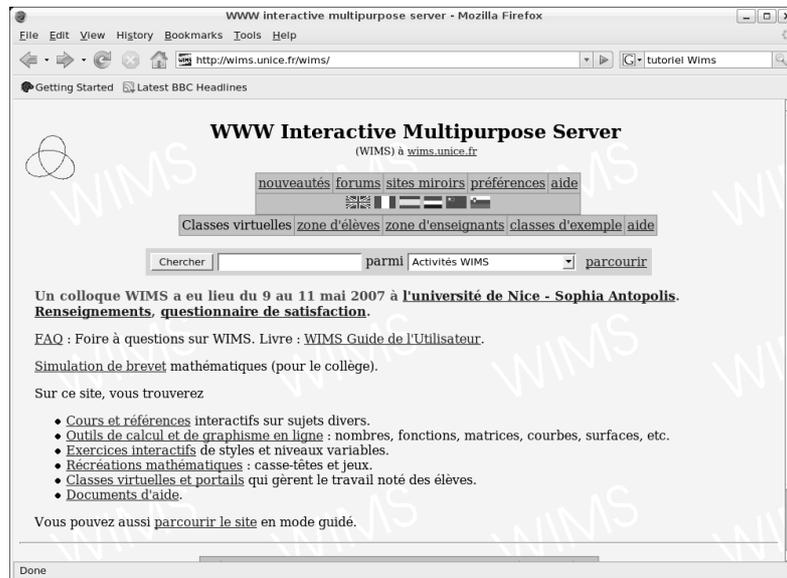 WWW interactive multipurpose server - Mozilla Firefox
File Edit View History Bookmarks Tools Help
http://wims.unice.fr/wims/ G tutoriel Wims
Getting Started Latest BBC Headlines
WWW Interactive Multipurpose Server
(WIMS) à wims.unice.fr
nouveautés forums sites miroirs préférences aide
Classes virtuelles zone d'élèves zone d'enseignants classes d'exemple aide
Chercher parmi Activités WIMS parcourir
Un colloque WIMS a eu lieu du 9 au 11 mai 2007 à l'université de Nice - Sophia Antopolis.
Renseignements, questionnaire de satisfaction.
FAQ : Foire à questions sur WIMS. Livre : WIMS Guide de l'Utilisateur.
Simulation de brevet mathématiques (pour le collège).
Sur ce site, vous trouverez
• Cours et références interactifs sur sujets divers.
• Outils de calcul et de graphisme en ligne : nombres, fonctions, matrices, courbes, surfaces, etc.
• Exercices interactifs de styles et niveaux variables.
• Récréations mathématiques : casse-têtes et jeux.
• Classes virtuelles et portails qui gèrent le travail noté des élèves.
• Documents d'aide.
Vous pouvez aussi parcourir le site en mode guidé.
Done
WIMS
WIMS
WIMS
WIMS
WIMS
WIMS
WIMS